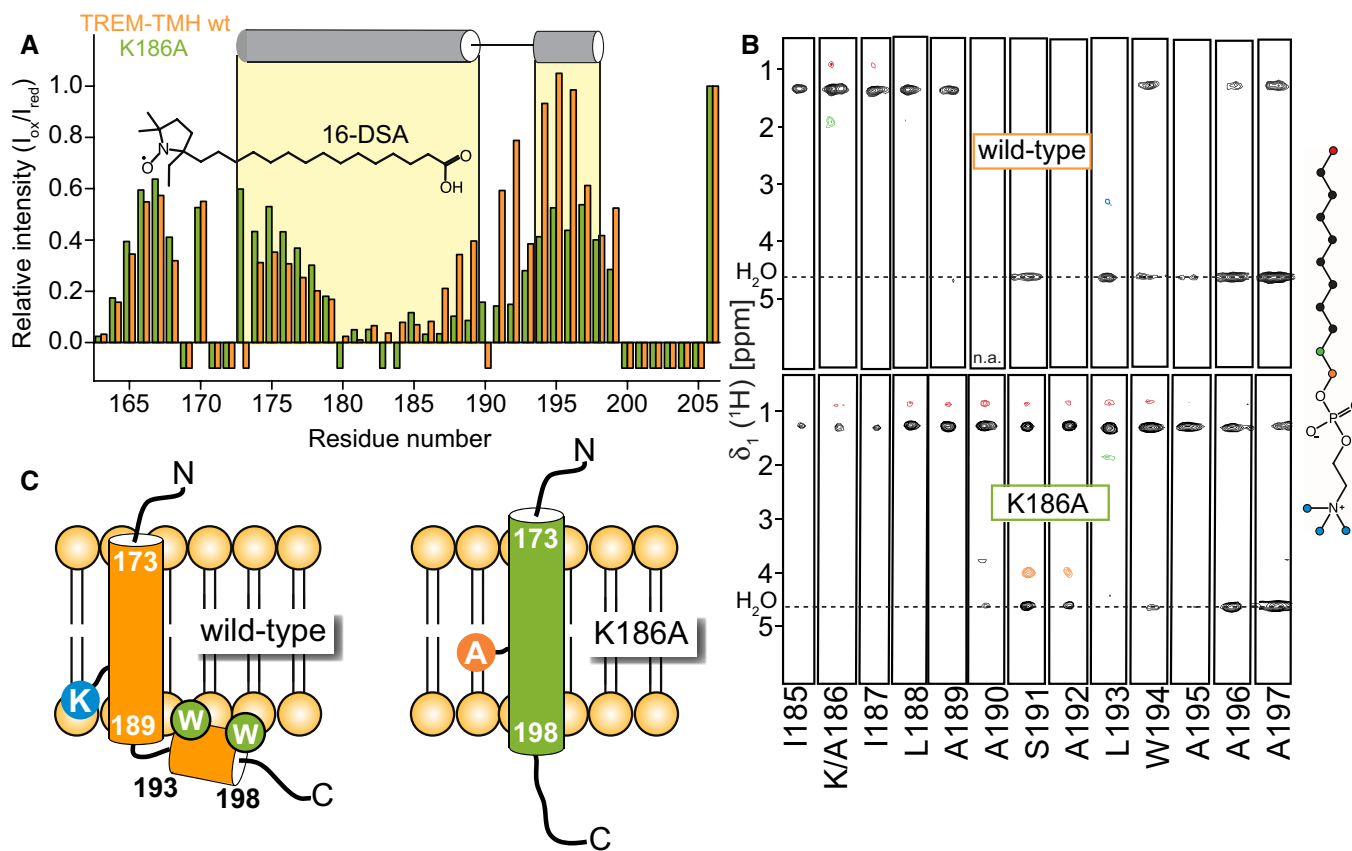 A
TREM-TMH wt
K186A
Relative intensity (Iox/Ired)
1.0
0.8
0.6
0.4
0.2
0.0
165 170 175 180 185 190 195 200 205
Residue number
16-DSA
N
O
O
OH
B
δ1 (1H) [ppm]
1
2
3
4
H2O
5
wild-type
n.a.
1
2
3
4
H2O
5
K186A
I185 K/A186 I187 L188 A189 A190 S191 A192 L193 W194 A195 A196 A197
O
O-
P
O
O
N+
C
N
173
189
K
W
W
193
198
C
wild-type
N
173
198
A
C
K186A